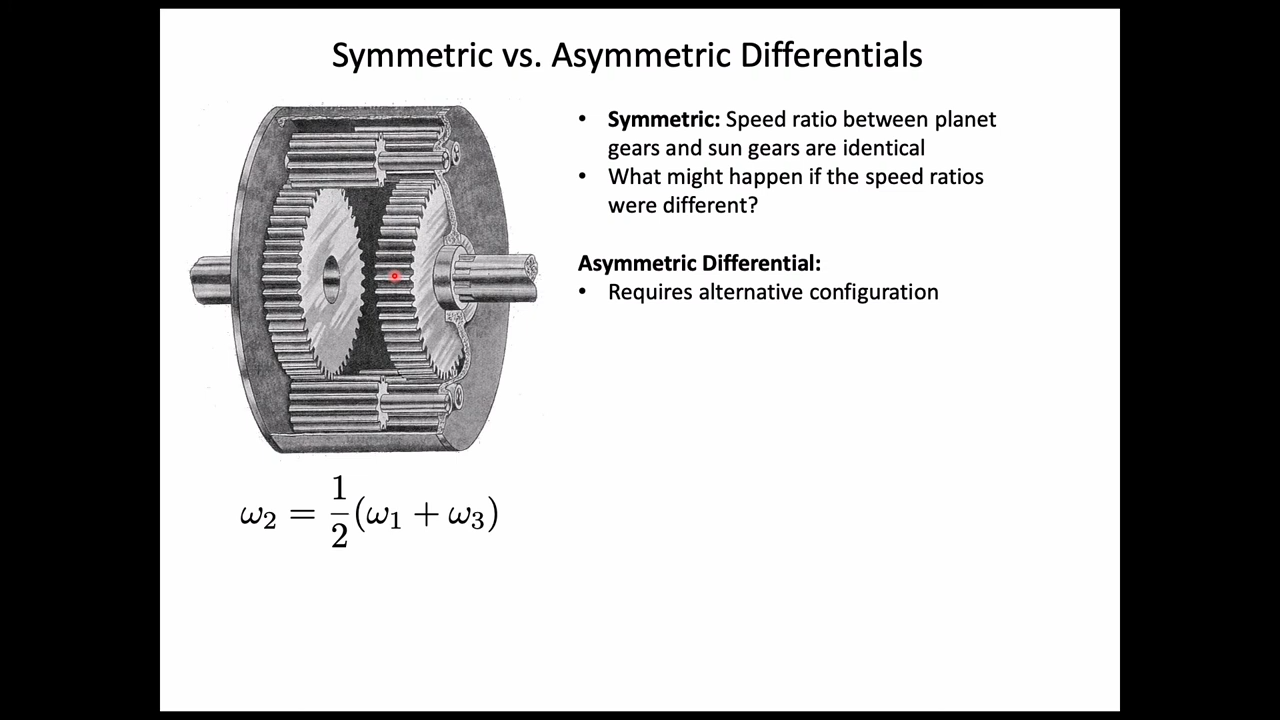 Symmetric vs. Asymmetric Differentials
• Symmetric: Speed ratio between planet
gears and sun gears are identical
• What might happen if the speed ratios
were different?
Asymmetric Differential:
• Requires alternative configuration
ω₂ = 1/2 (ω₁ + ω₃)